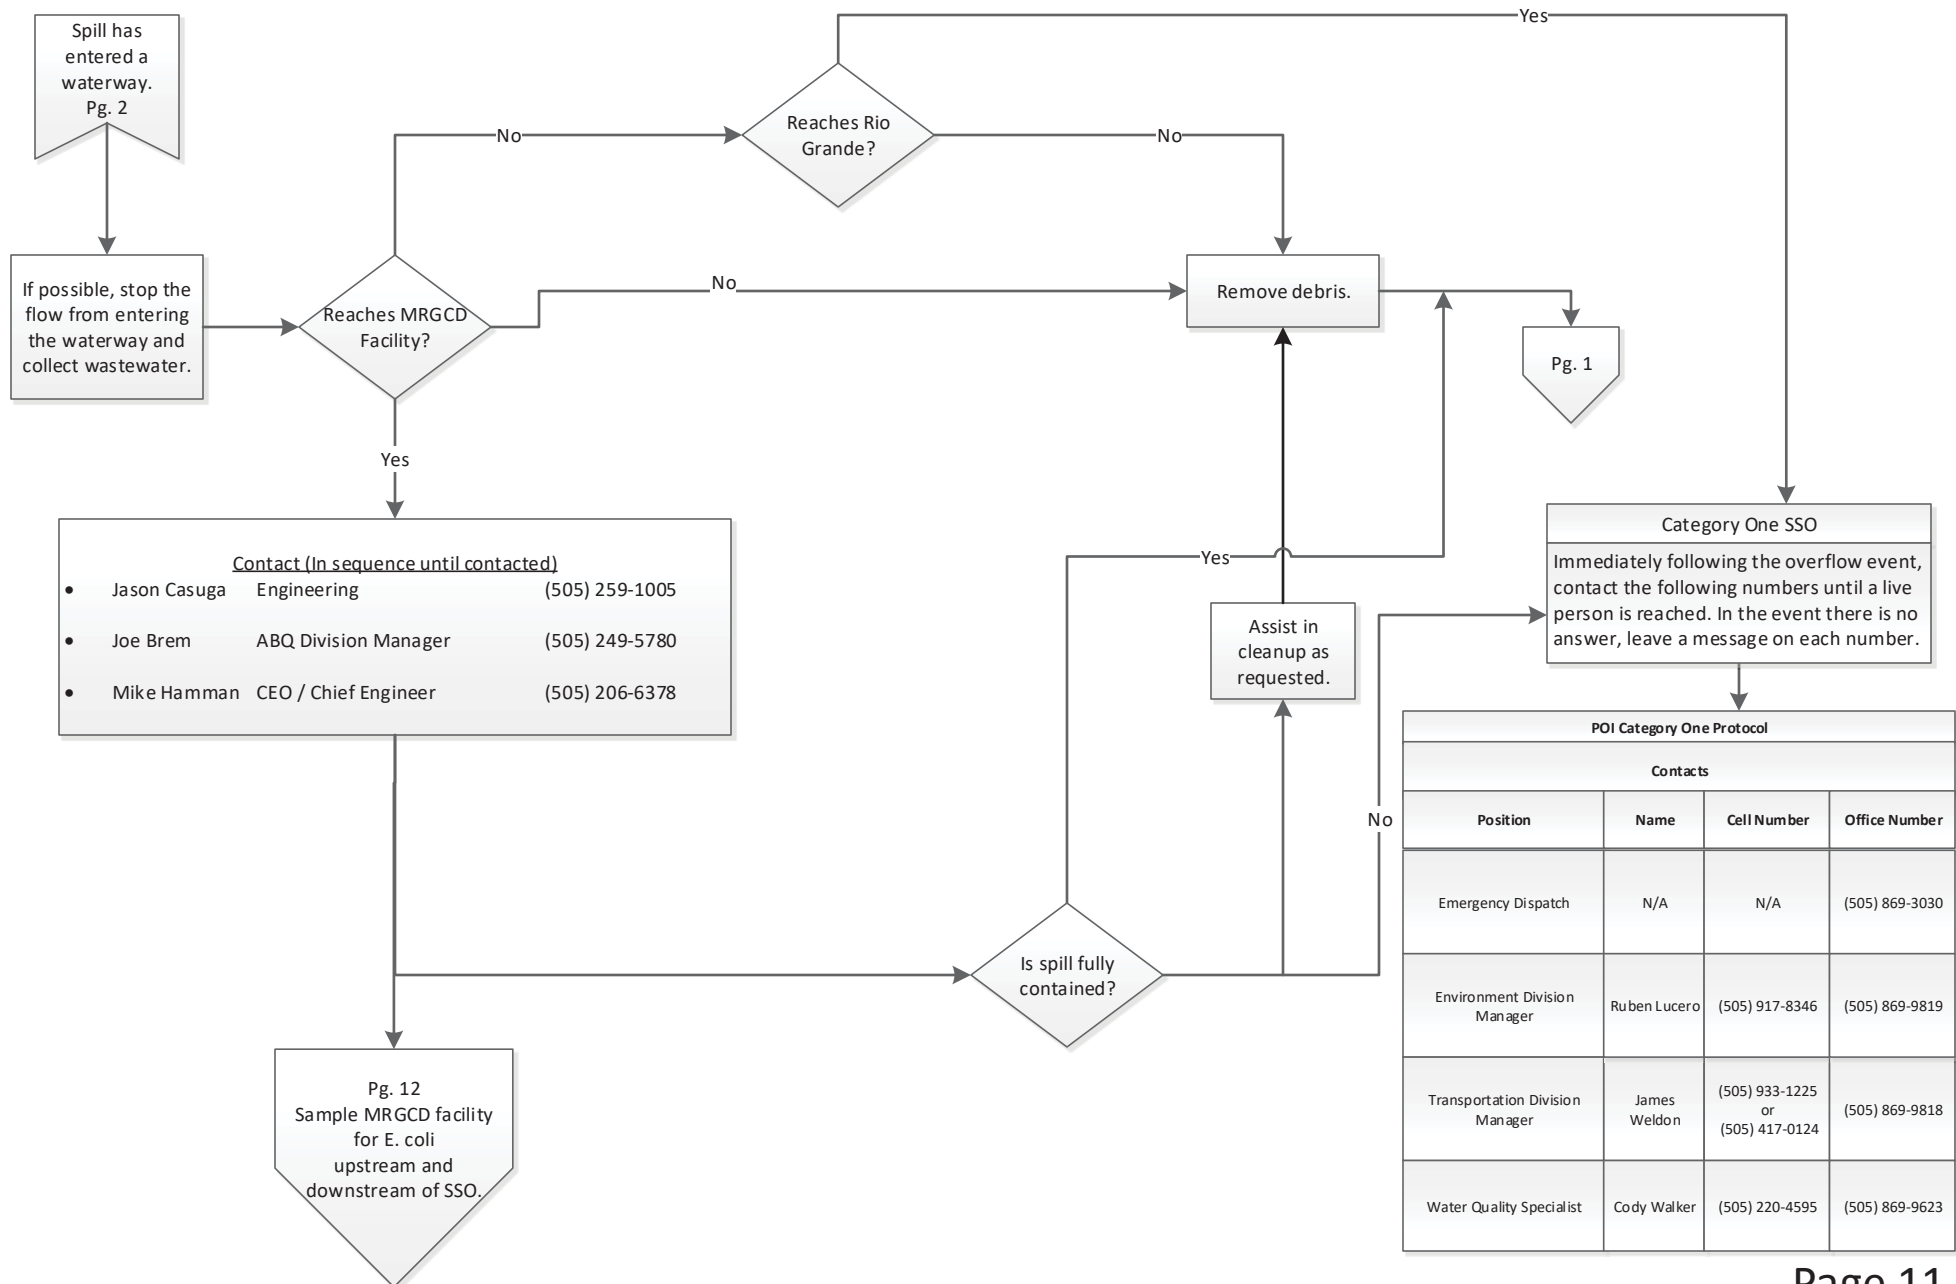 Spill has
entered a
waterway.
Pg. 2
If possible, stop the
flow from entering
the waterway and
collect wastewater.
Reaches MRGCD
Facility?
No
Reaches Rio
Grande?
Yes
No
No
Remove debris.
Pg. 1
Yes
Contact (In sequence until contacted)
• Jason Casuga Engineering (505) 259-1005
• Joe Brem ABQ Division Manager (505) 249-5780
• Mike Hamman CEO / Chief Engineer (505) 206-6378
Pg. 12
Sample MRGCD facility
for E. coli
upstream and
downstream of SSO.
Is spill fully
contained?
Yes
Assist in
cleanup as
requested.
No
Category One SSO
Immediately following the overflow event,
contact the following numbers until a live
person is reached. In the event there is no
answer, leave a message on each number.
POI Category One Protocol
Contacts
Position Name Cell Number Office Number
Emergency Dispatch N/A N/A (505) 869-3030
Environment Division
Manager
Ruben Lucero (505) 917-8346 (505) 869-9819
Transportation Division
Manager
James
Weldon
(505) 933-1225
or
(505) 417-0124
(505) 869-9818
Water Quality Specialist Cody Walker (505) 220-4595 (505) 869-9623
Page 11